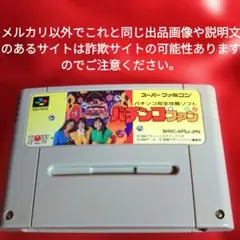 メルカリ以外でこれと同じ出品画像や説明文
のあるサイトは詐欺サイトの可能性あります
のでご注意ください。
スーパーファミコン
パチンコ完全攻略ソフト
パチンコファン
SHVC-APSJ-JPN